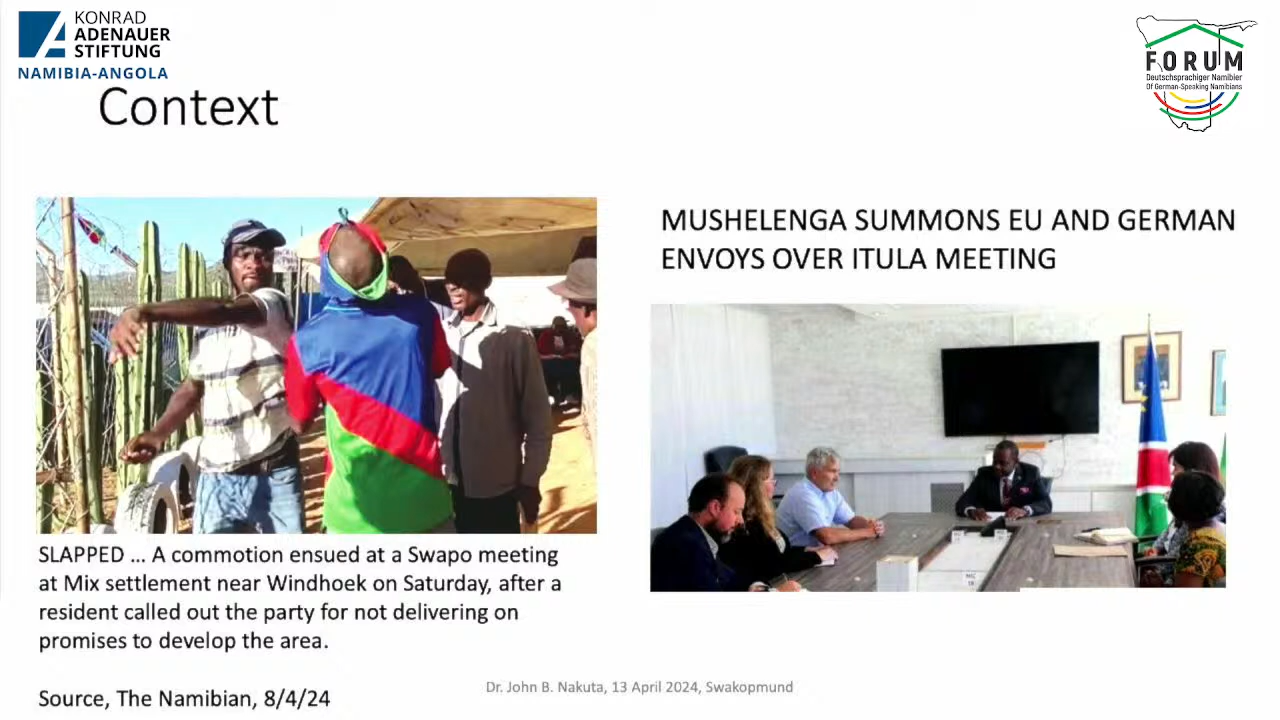 KONRAD
ADENAUER
STIFTUNG
NAMIBIA-ANGOLA
FORUM
Deutschsprachiger Namibier
Of German-Speaking Namibians
Context
MUSHELENGA SUMMONS EU AND GERMAN
ENVOYS OVER ITULA MEETING
SLAPPED ... A commotion ensued at a Swapo meeting
at Mix settlement near Windhoek on Saturday, after a
resident called out the party for not delivering on
promises to develop the area.
Source, The Namibian, 8/4/24
Dr. John B. Nakuta, 13 April 2024, Swakopmund